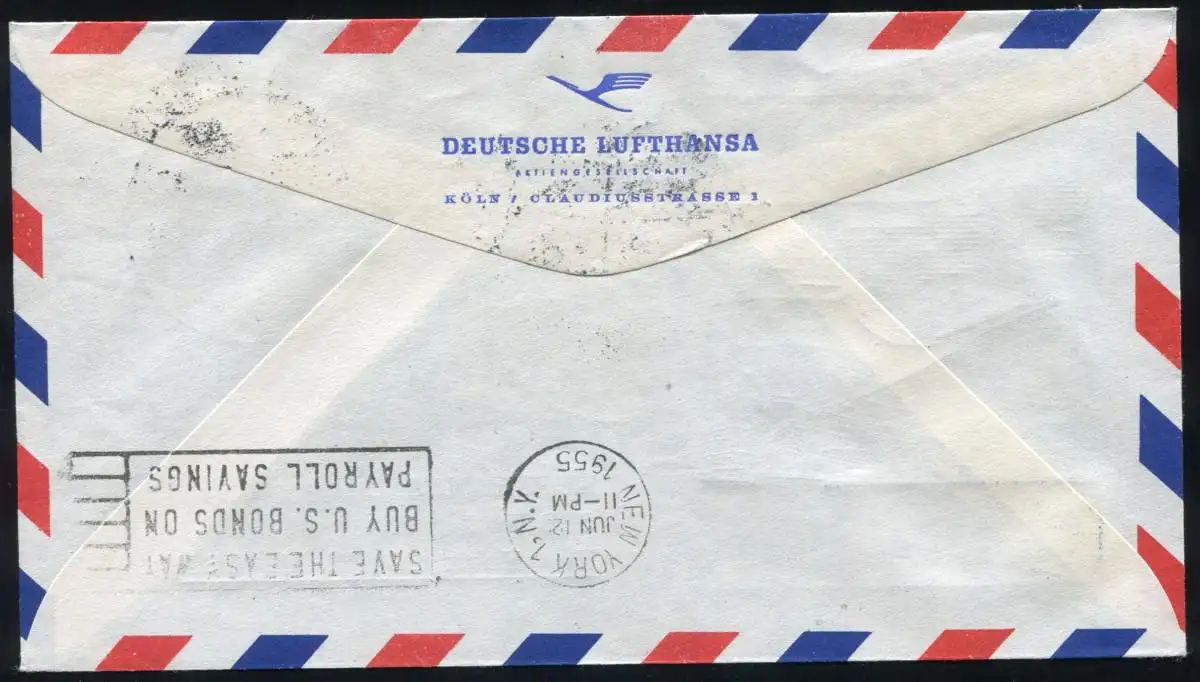 DEUTSCHE LUFTHANSA
AKTIENGESELLSCHAFT
KÖLN / CLAUDIUSSTRASSE 1
NEW YORK 1, N.Y.
JUN 12
11-PM
1955
SAVE THE EASY WAY
BUY U.S. BONDS ON
PAYROLL SAVINGS